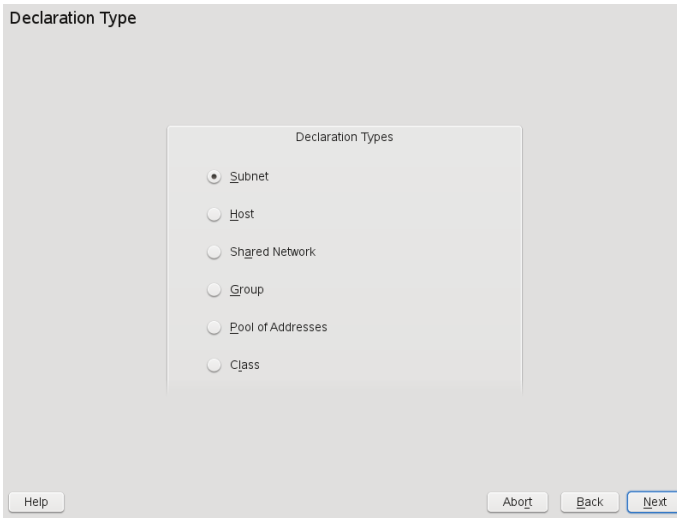 Declaration Type
Declaration Types
Subnet
Host
Shared Network
Group
Pool of Addresses
Class
Help
Abort
Back
Next